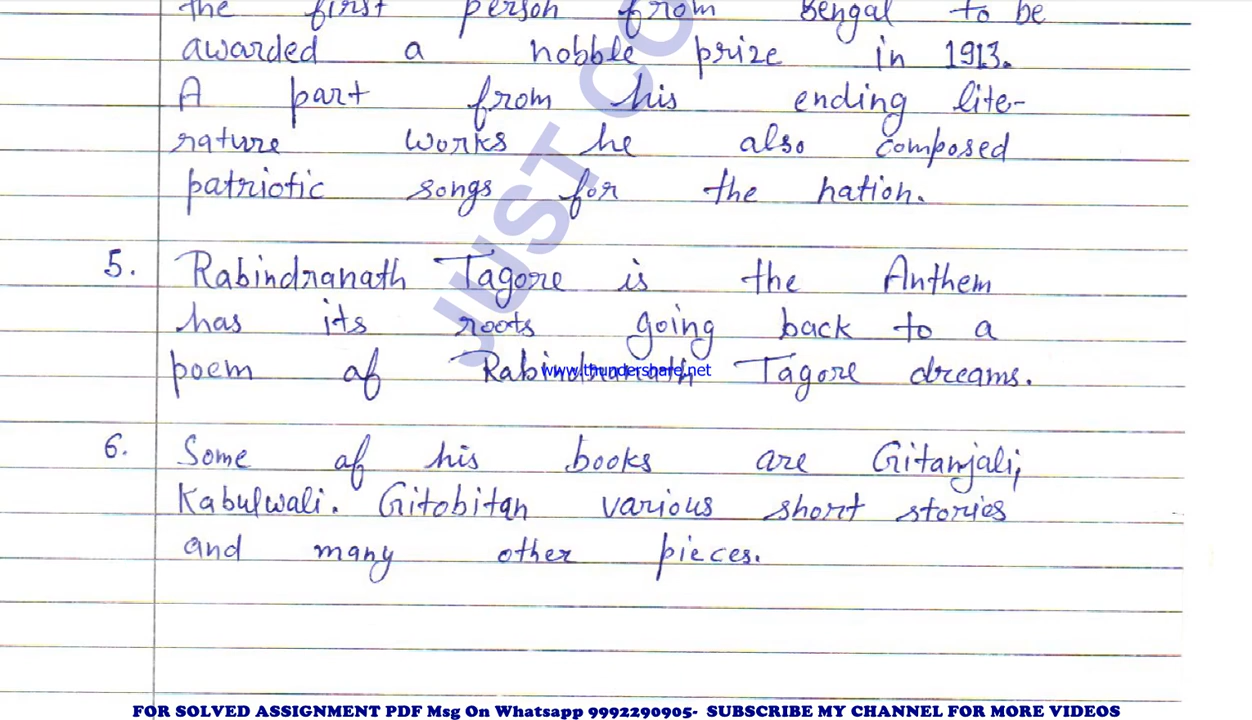 the first person from Bengal to be
awarded a nobble prize in 1913.
A part from his ending lite-
rature works he also composed
patriotic songs for the nation.
5. Rabindranath Tagore is the Anthem
has its roots going back to a
poem of Rabindranath Tagore dreams.
www.thundershare.net
6. Some of his books are Gitanjali,
Kabulwali. Gitobitan various short stories
and many other pieces.
JUST CO
FOR SOLVED ASSIGNMENT PDF Msg On Whatsapp 9992290905- SUBSCRIBE MY CHANNEL FOR MORE VIDEOS